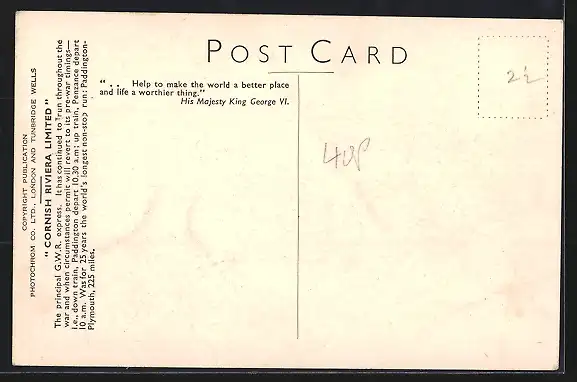 POST CARD
“ . . Help to make the world a better place
and life a worthier thing.”
His Majesty King George VI.
COPYRIGHT PUBLICATION
PHOTOCHROM CO. LTD., LONDON AND TUNBRIDGE WELLS
“ CORNISH RIVIERA LIMITED ”
The principal G.W.R. express. It has continued to run throughout the
war and when circumstances permit will revert to its pre-war timings—
i.e., down train, Paddington depart 10.30 a.m; up train, Penzance depart
10 a.m. Was for 25 years the world's longest non-stop run; Paddington-
Plymouth, 225 miles.